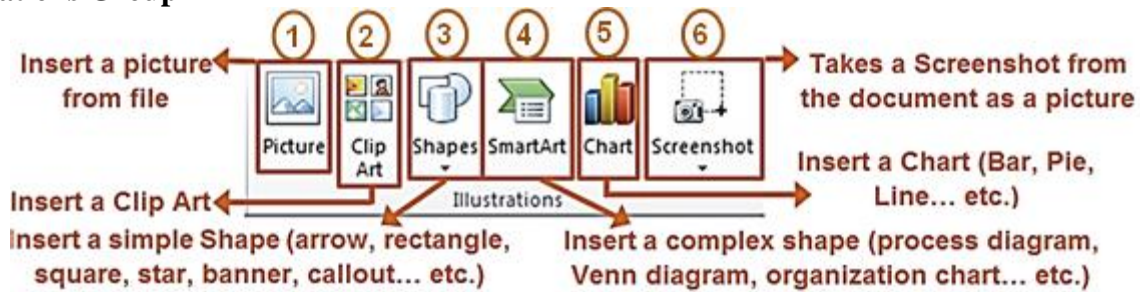 1 2 3 4 5 6
Insert a picture
from file
Takes a Screenshot from
the document as a picture
Picture
Clip
Art
Shapes
SmartArt
Chart
Screenshot
Insert a Chart (Bar, Pie,
Line... etc.)
Insert a Clip Art
Illustrations
Insert a simple Shape (arrow, rectangle,
square, star, banner, callout... etc.)
Insert a complex shape (process diagram,
Venn diagram, organization chart... etc.)